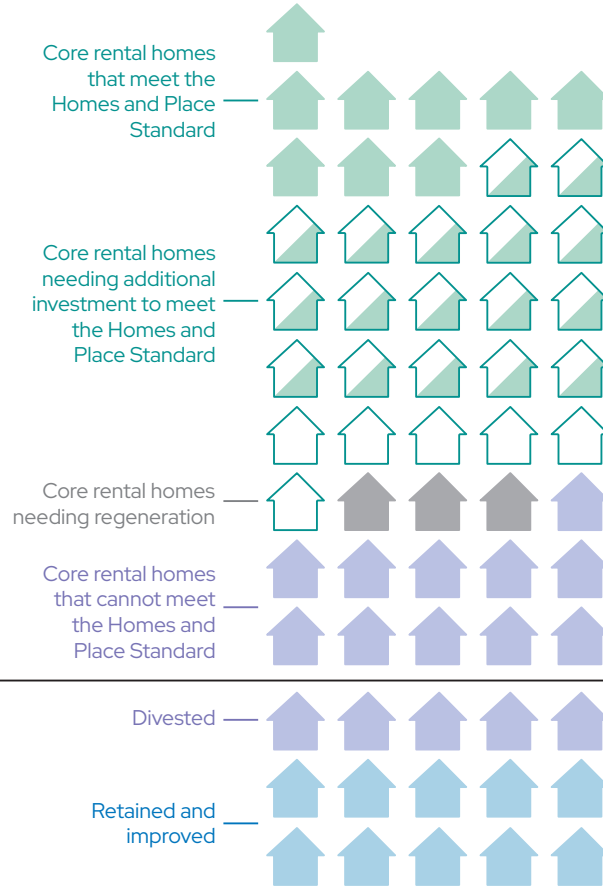 Core rental homes
that meet the
Homes and Place
Standard
Core rental homes
needing additional
investment to meet
the Homes and
Place Standard
Core rental homes
needing regeneration
Core rental homes
that cannot meet
the Homes and
Place Standard
Divested
Retained and
improved